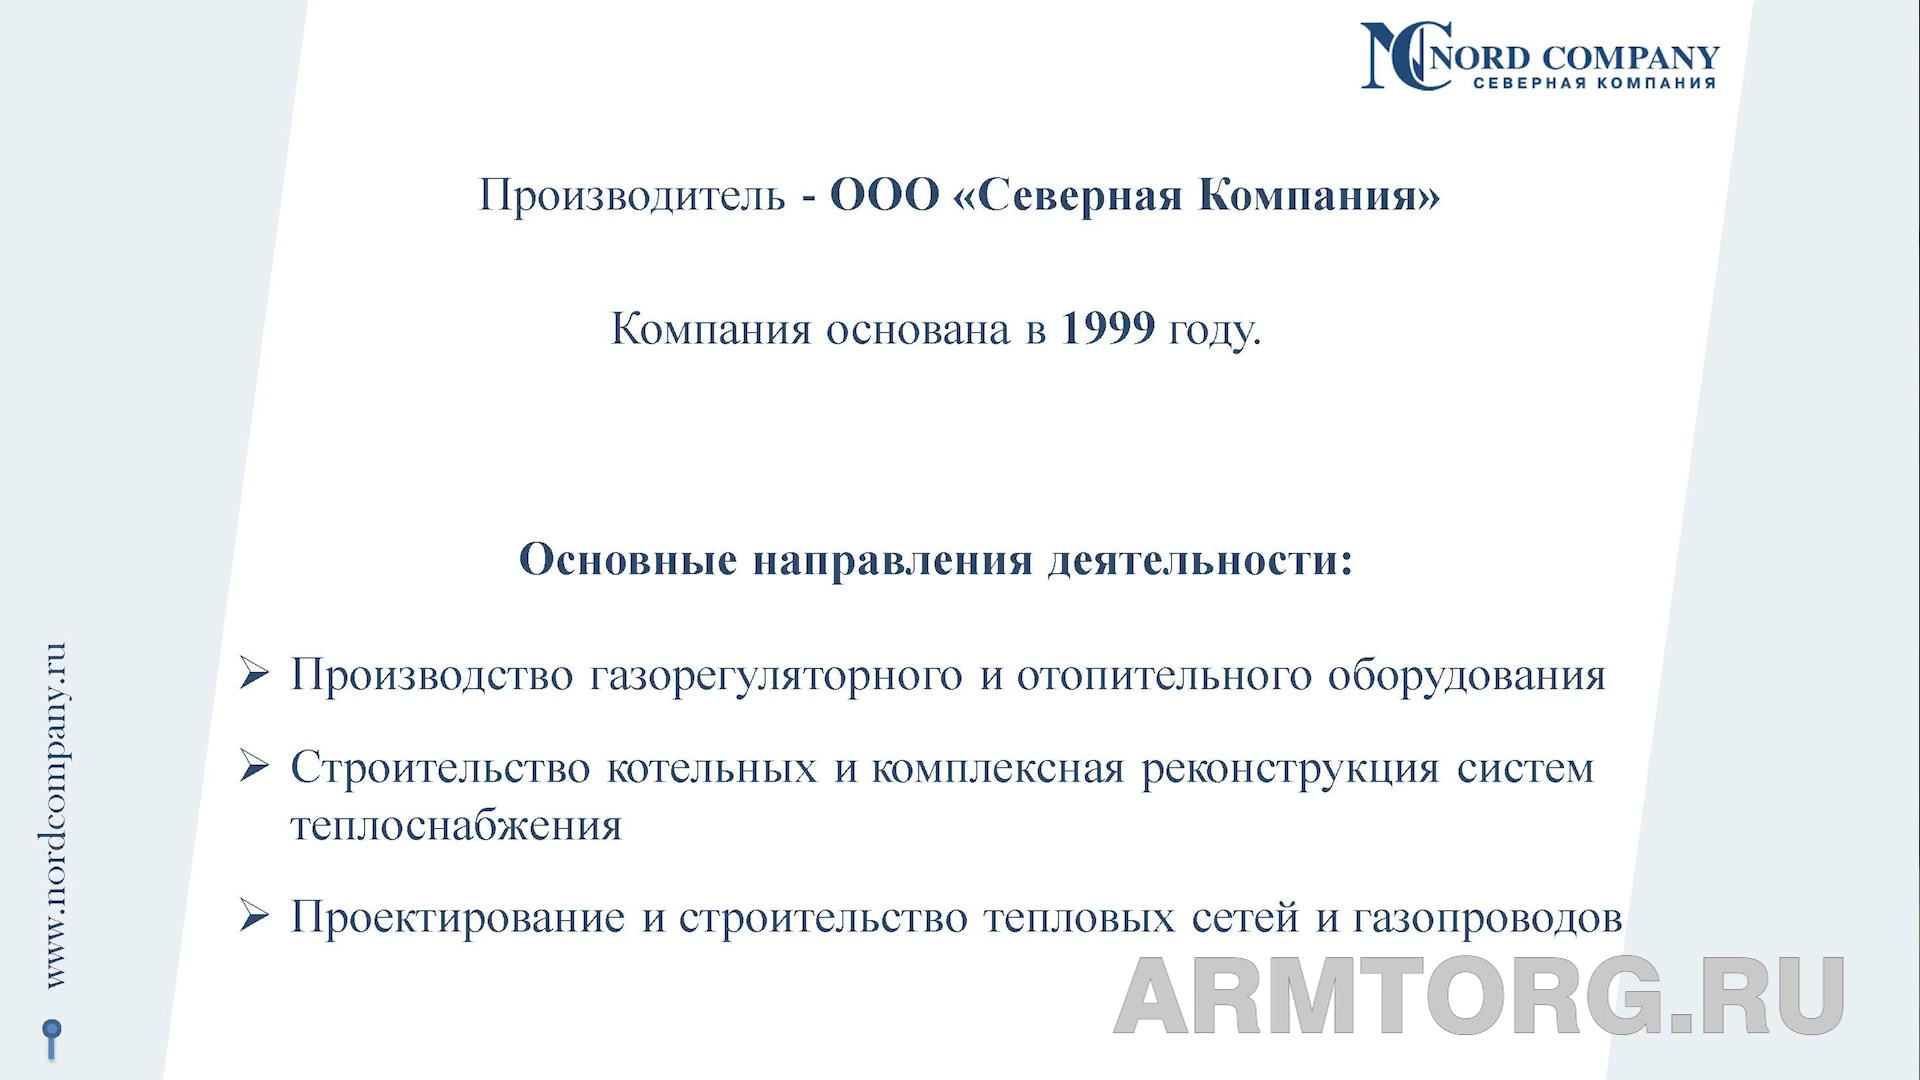 NC NORD COMPANY
СЕВЕРНАЯ КОМПАНИЯ
Производитель - ООО «Северная Компания»
Компания основана в 1999 году.
Основные направления деятельности:
Производство газорегуляторного и отопительного оборудования
Строительство котельных и комплексная реконструкция систем
теплоснабжения
Проектирование и строительство тепловых сетей и газопроводов
www.nordcompany.ru
ARMTORG.RU